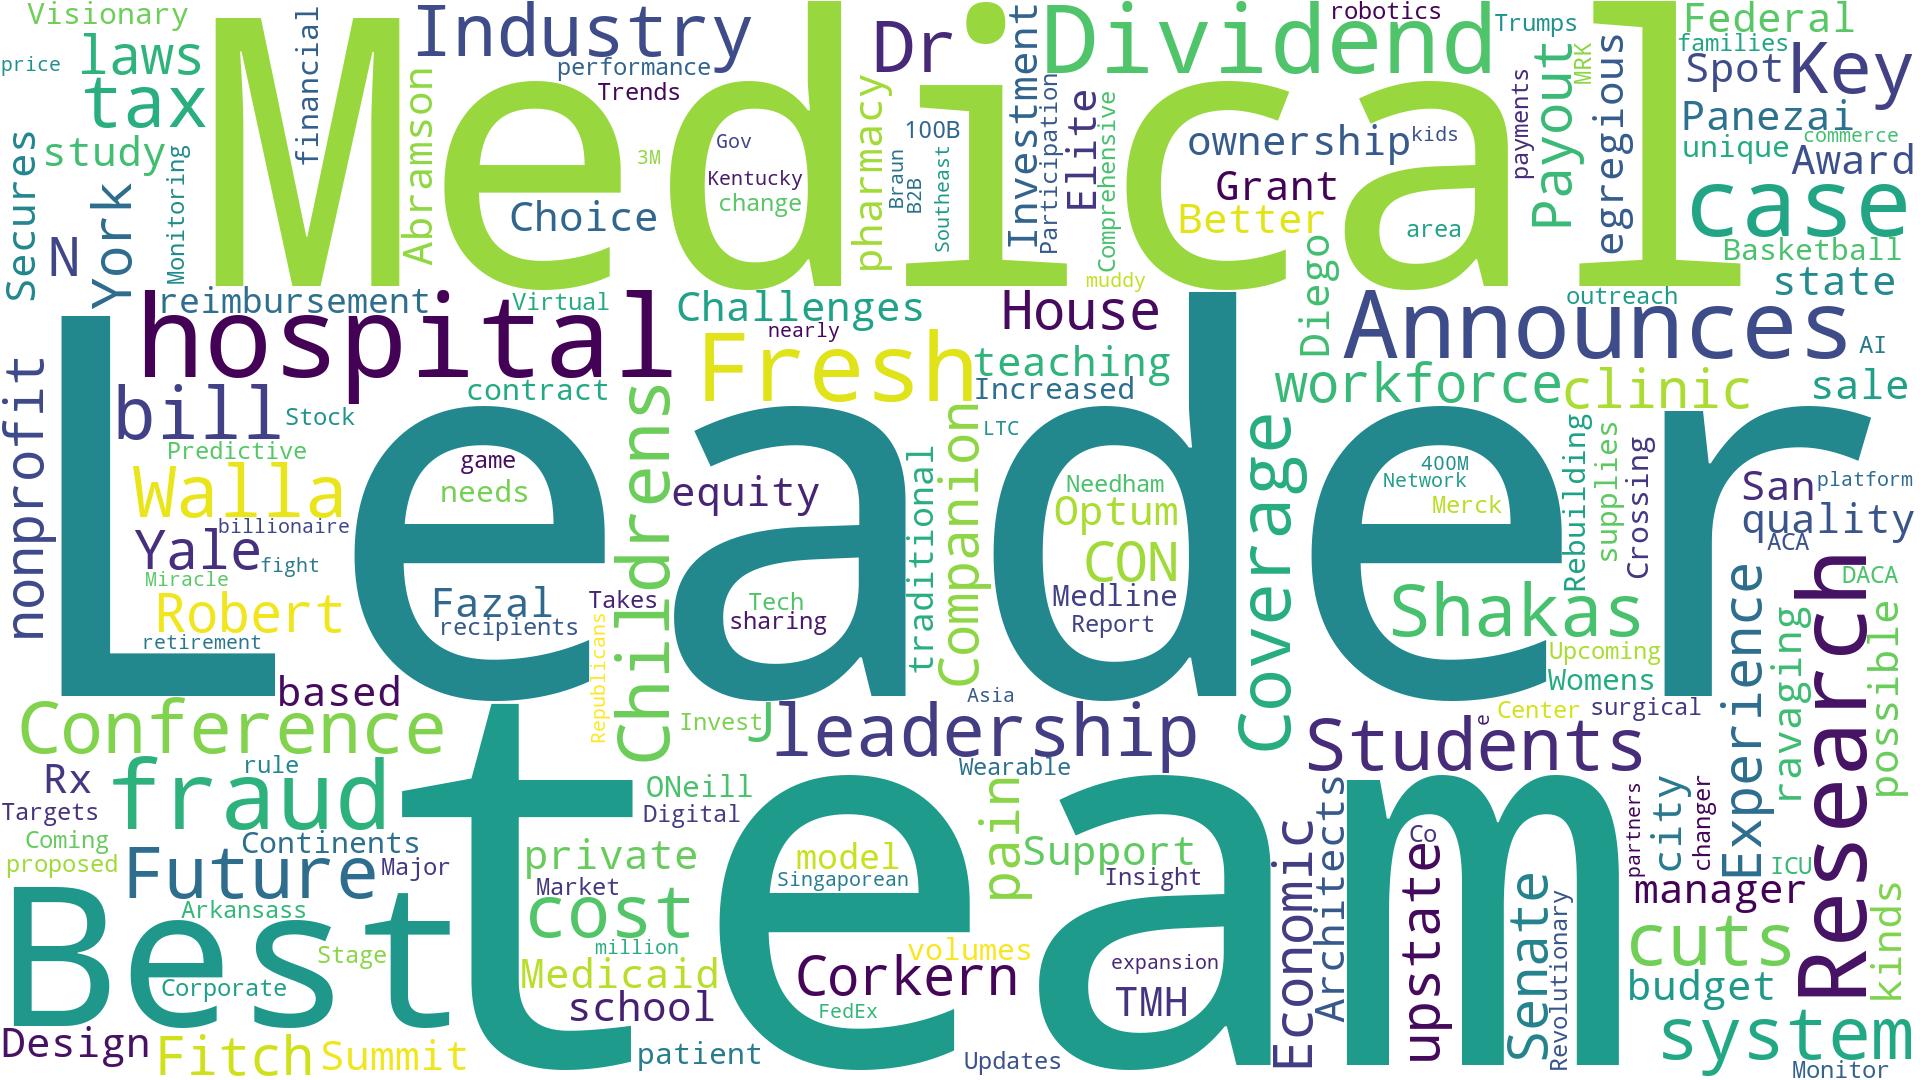 Visionary
financial
Industry
Dr
Dividend
robotics
Trumps
Federal
price
laws
Medical
performance
Trends
Investment
Payout
MRK
families
Spot
Key
tax
Abramson
pharmacy
100B
Participation
Elite
Comprehensive
payments
egregious
Panezai
commerce
Secures
study
Monitoring
3M
Gov
Kentucky
change
Braun
B2B
Southeast
ownership
kids
Grant
Better
area
unique
Award
case
N
York
Choice
muddy
Diego
Basketball
state
reimbursement
Virtual
Challenges
House
outreach
hospital
nearly
Fresh
teaching
Announces
AI
nonprofit
bill
Stock
contract
Childrens
Increased
workforce
clinic
sale
Leader
Predictive
Walla
game
needs
equity
traditional
Companion
LTC
Needham
Optum
Coverage
400M
Network
Merck
Rebuilding
supplies
Crossing
San
platform
quality
billionaire
Yale
fight
CON
ACA
Miracle
Robert
Fazal
recipients
Takes
Tech
sharing
Medline
Report
Shakas
DACA
retirement
Republicans
Upcoming
Womens
Experience
ravaging
Research
possible
based
Asia
Center
surgical
Conference
Invest
J
leadership
Students
e
Rx
rule
fraud
team
Wearable
Targets
ONeill
Digital
pain
Economic
Architects
Co
partners
city
changer
Coming
proposed
Continents
Future
Major
private
model
Singaporean
Support
Insight
upstate
ICU
manager
kinds
Best
Arkansass
Market
cost
million
volumes
Senate
Revolutionary
cuts
Stage
Corporate
Medicaid
Corkern
expansion
budget
school
FedEx
TMH
Design
Fitch
Summit
patient
Updates
system
Monitor